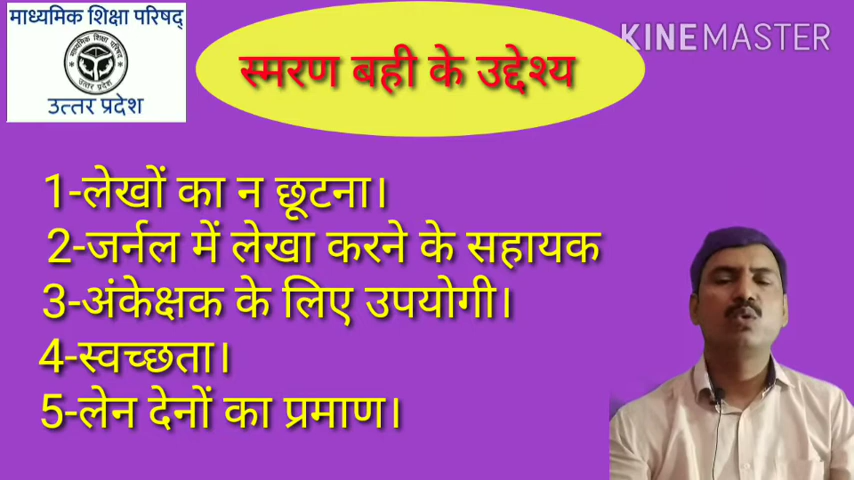 माध्यमिक शिक्षा परिषद्
उत्तर प्रदेश
KINEMASTER
स्मरण बही के उद्देश्य
1-लेखों का न छूटना।
2-जर्नल में लेखा करने के सहायक
3-अंकेक्षक के लिए उपयोगी।
4-स्वच्छता।
5-लेन देनों का प्रमाण।